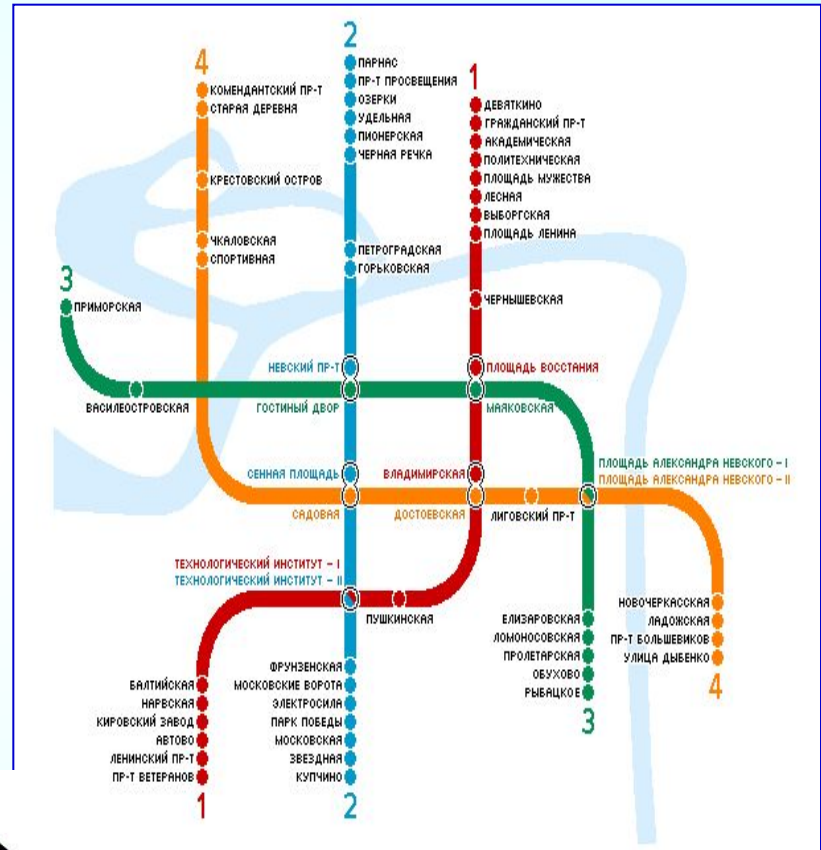 2
4
1
3
КОМЕНДАНТСКИЙ ПР-Т
СТАРАЯ ДЕРЕВНЯ
КРЕСТОВСКИЙ ОСТРОВ
ЧКАЛОВСКАЯ
СПОРТИВНАЯ
ПАРНАС
ПР-Т ПРОСВЕЩЕНИЯ
ОЗЕРКИ
УДЕЛЬНАЯ
ПИОНЕРСКАЯ
ЧЕРНАЯ РЕЧКА
ПЕТРОГРАДСКАЯ
ГОРЬКОВСКАЯ
ДЕВЯТКИНО
ГРАЖДАНСКИЙ ПР-Т
АКАДЕМИЧЕСКАЯ
ПОЛИТЕХНИЧЕСКАЯ
ПЛОЩАДЬ МУЖЕСТВА
ЛЕСНАЯ
ВЫБОРГСКАЯ
ПЛОЩАДЬ ЛЕНИНА
ЧЕРНЫШЕВСКАЯ
ПРИМОРСКАЯ
ВАСИЛЕОСТРОВСКАЯ
НЕВСКИЙ ПР-Т
ГОСТИНЫЙ ДВОР
ПЛОЩАДЬ ВОССТАНИЯ
МАЯКОВСКАЯ
СЕННАЯ ПЛОЩАДЬ
САДОВАЯ
ВЛАДИМИРСКАЯ
ДОСТОЕВСКАЯ
ЛИГОВСКИЙ ПР-Т
ПЛОЩАДЬ АЛЕКСАНДРА НЕВСКОГО - I
ПЛОЩАДЬ АЛЕКСАНДРА НЕВСКОГО - II
ТЕХНОЛОГИЧЕСКИЙ ИНСТИТУТ - I
ТЕХНОЛОГИЧЕСКИЙ ИНСТИТУТ - II
ПУШКИНСКАЯ
БАЛТИЙСКАЯ
НАРВСКАЯ
КИРОВСКИЙ ЗАВОД
АВТОВО
ЛЕНИНСКИЙ ПР-Т
ПР-Т ВЕТЕРАНОВ
1
ФРУНЗЕНСКАЯ
МОСКОВСКИЕ ВОРОТА
ЭЛЕКТРОСИЛА
ПАРК ПОБЕДЫ
МОСКОВСКАЯ
ЗВЕЗДНАЯ
КУПЧИНО
2
ЕЛИЗАРОВСКАЯ
ЛОМОНОСОВСКАЯ
ПРОЛЕТАРСКАЯ
ОБУХОВО
РЫБАЦКОЕ
3
НОВОЧЕРКАССКАЯ
ЛАДОЖСКАЯ
ПР-Т БОЛЬШЕВИКОВ
УЛИЦА ДЫБЕНКО
4